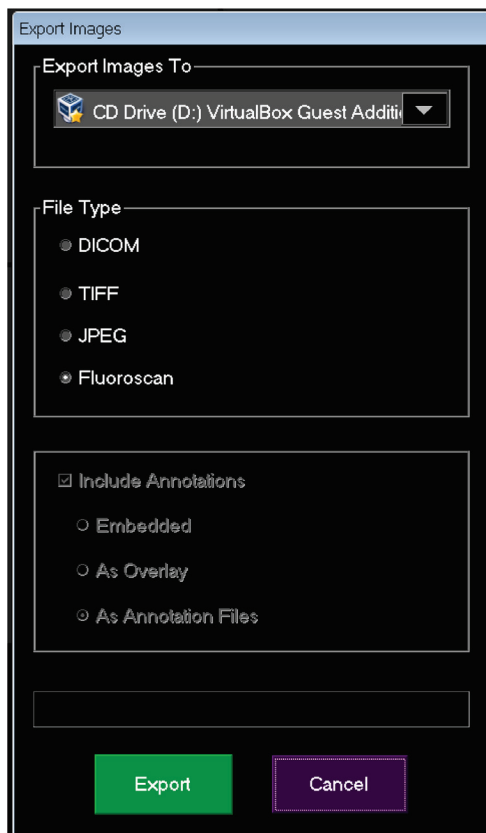 Export Images
Export Images To
CD Drive (D:) VirtualBox Guest Additi
File Type
DICOM
TIFF
JPEG
Fluoroscan
Include Annotations
Embedded
As Overlay
As Annotation Files
Export
Cancel